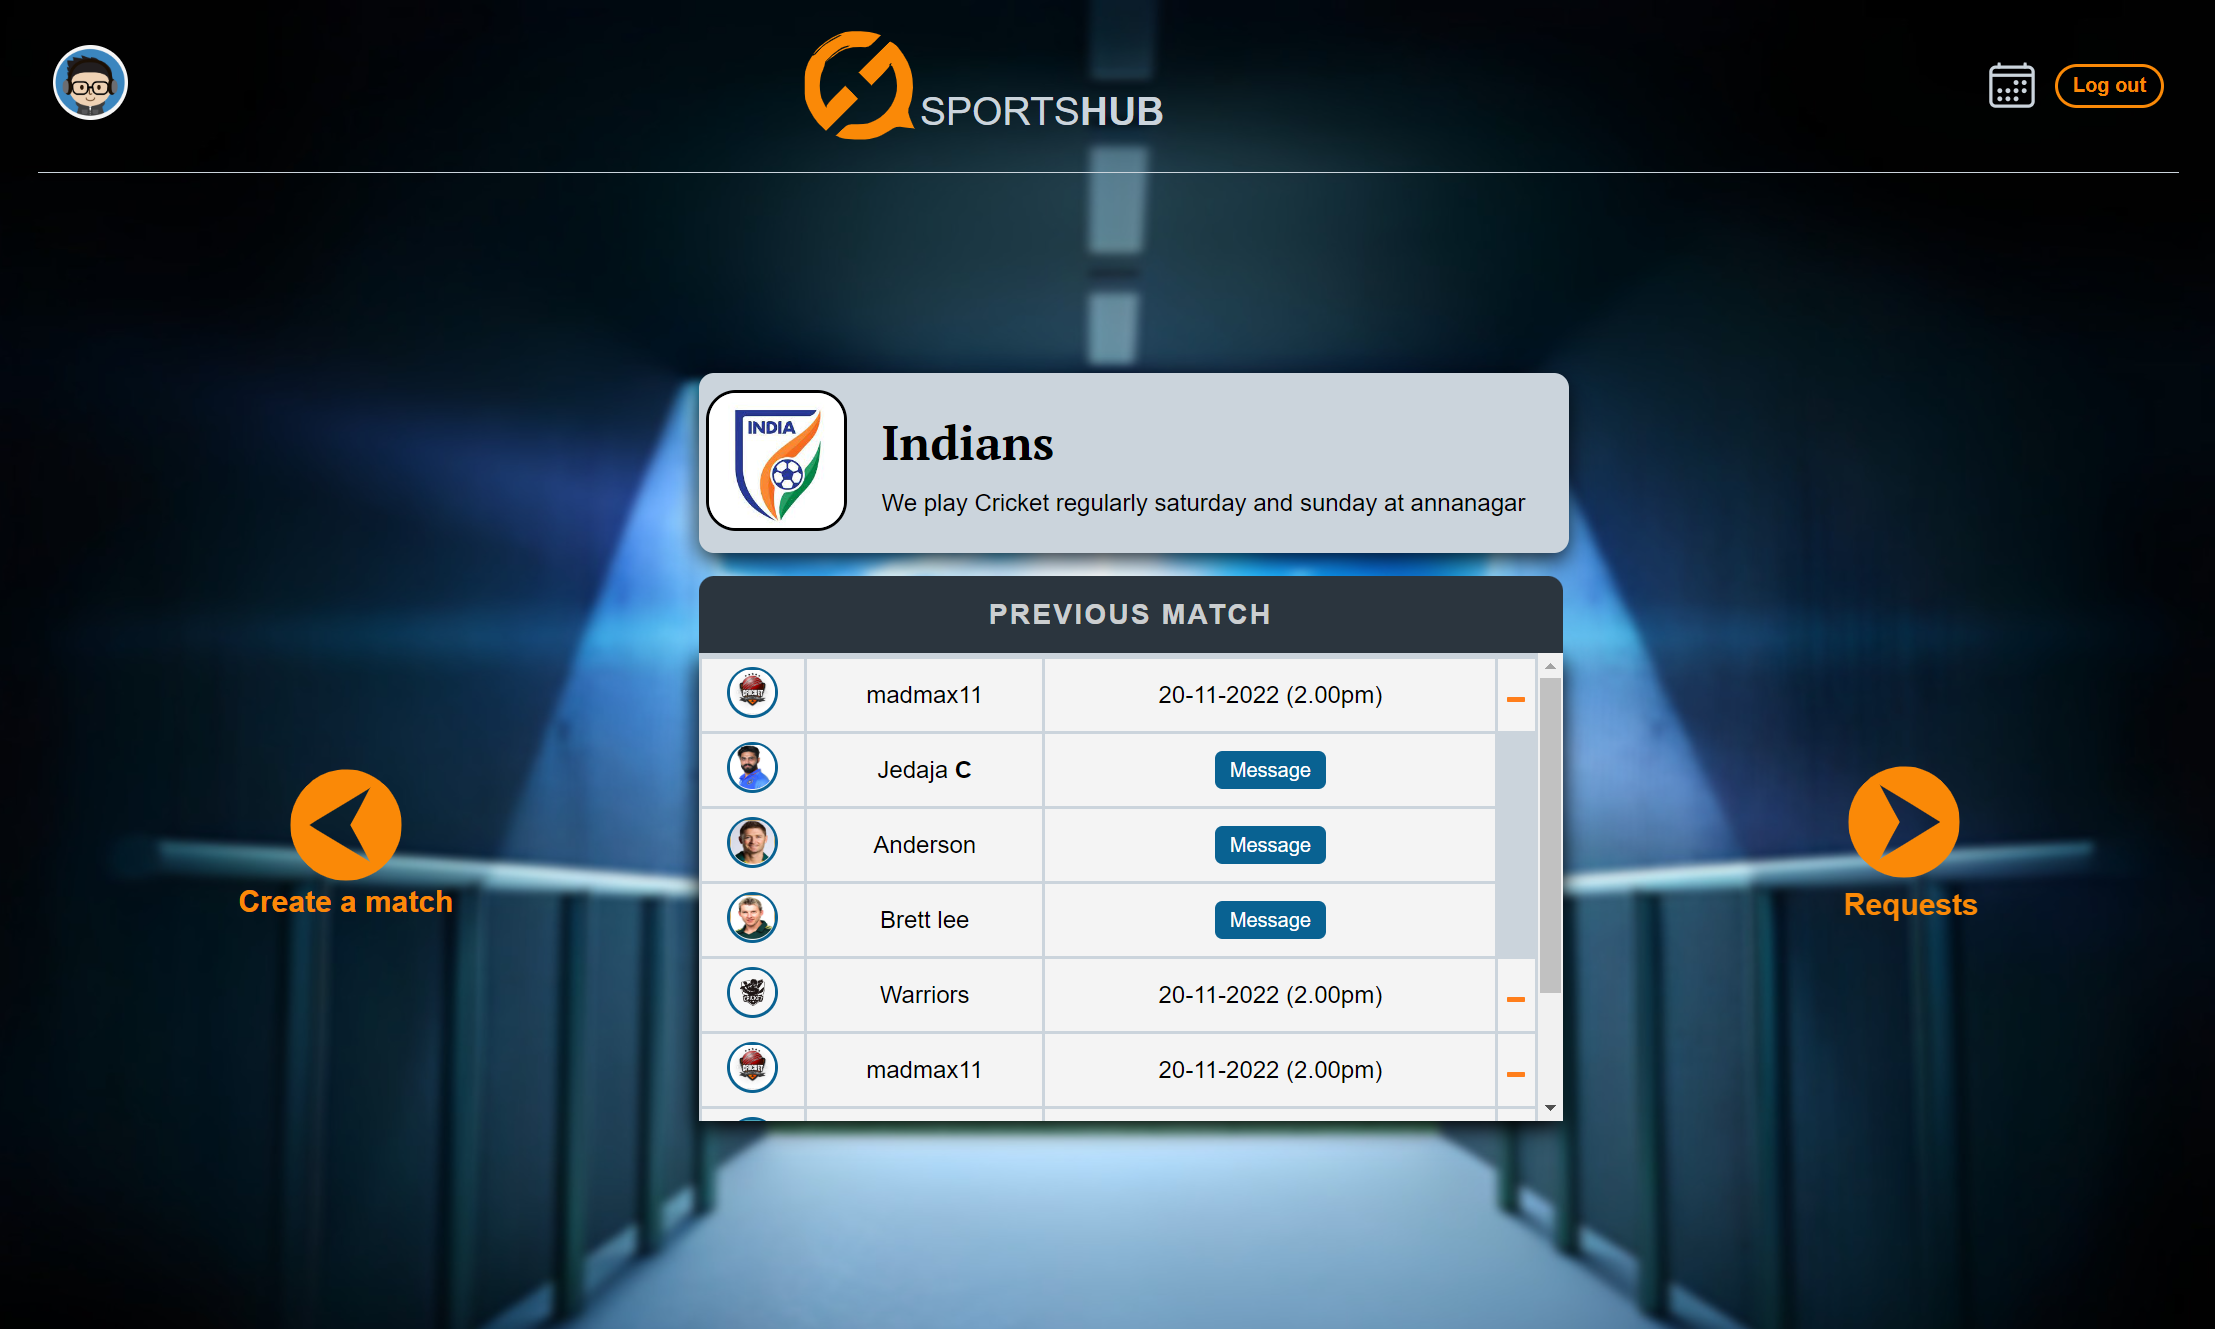 SPORTSHUB
Log out
INDIA
Indians
We play Cricket regularly saturday and sunday at annanagar
PREVIOUS MATCH
madmax11 20-11-2022 (2.00pm)
Jedaja C Message
Anderson Message
Brett lee Message
Warriors 20-11-2022 (2.00pm)
madmax11 20-11-2022 (2.00pm)
Create a match
Requests